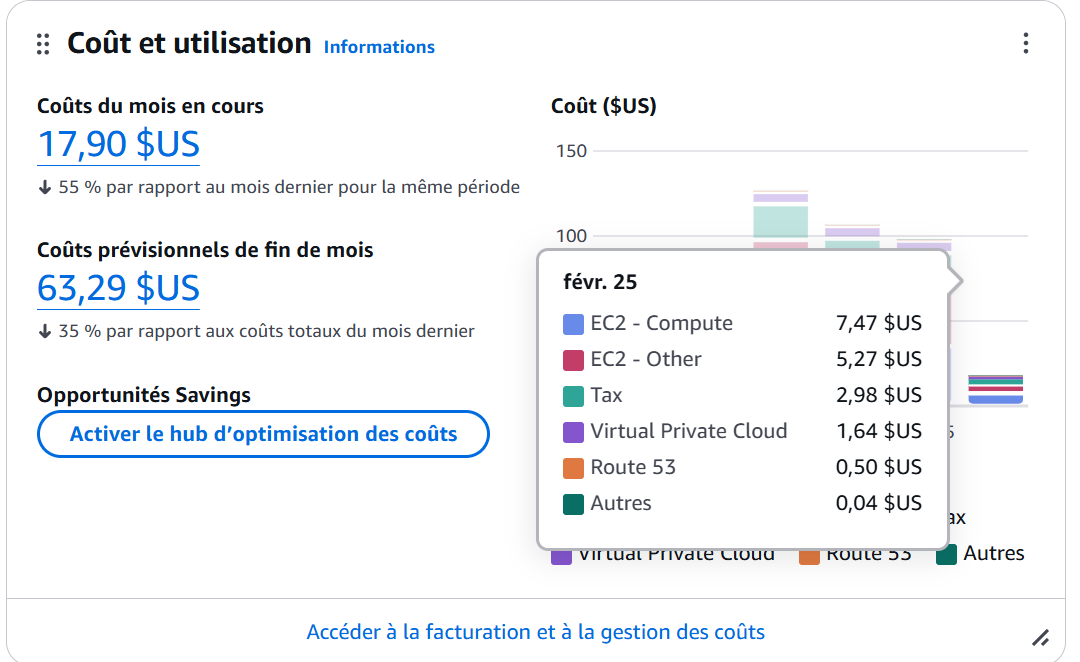 Coût et utilisation Informations
Coûts du mois en cours
17,90 $US
55 % par rapport au mois dernier pour la même période
Coûts prévisionnels de fin de mois
63,29 $US
35 % par rapport aux coûts totaux du mois dernier
Opportunités Savings
Activer le hub d’optimisation des coûts
Coût ($US)
150
100
févr. 25
EC2 - Compute 7,47 $US
EC2 - Other 5,27 $US
Tax 2,98 $US
Virtual Private Cloud 1,64 $US
Route 53 0,50 $US
Autres 0,04 $US
Virtual Private Cloud Route 53 Autres
Accéder à la facturation et à la gestion des coûts